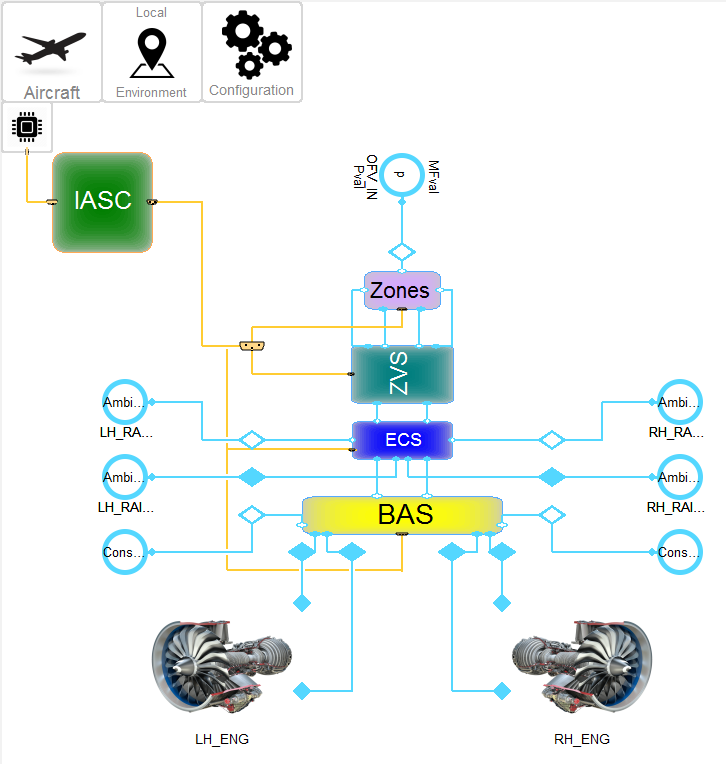 Local
Aircraft
Environment
Configuration
IASC
OFV_IN
Pval
p
MFval
Zones
ZVS
Ambi...
LH_RA...
ECS
Ambi...
RH_RA...
Ambi...
LH_RAI...
Ambi...
RH_RAI...
BAS
Cons...
Cons...
LH_ENG
RH_ENG